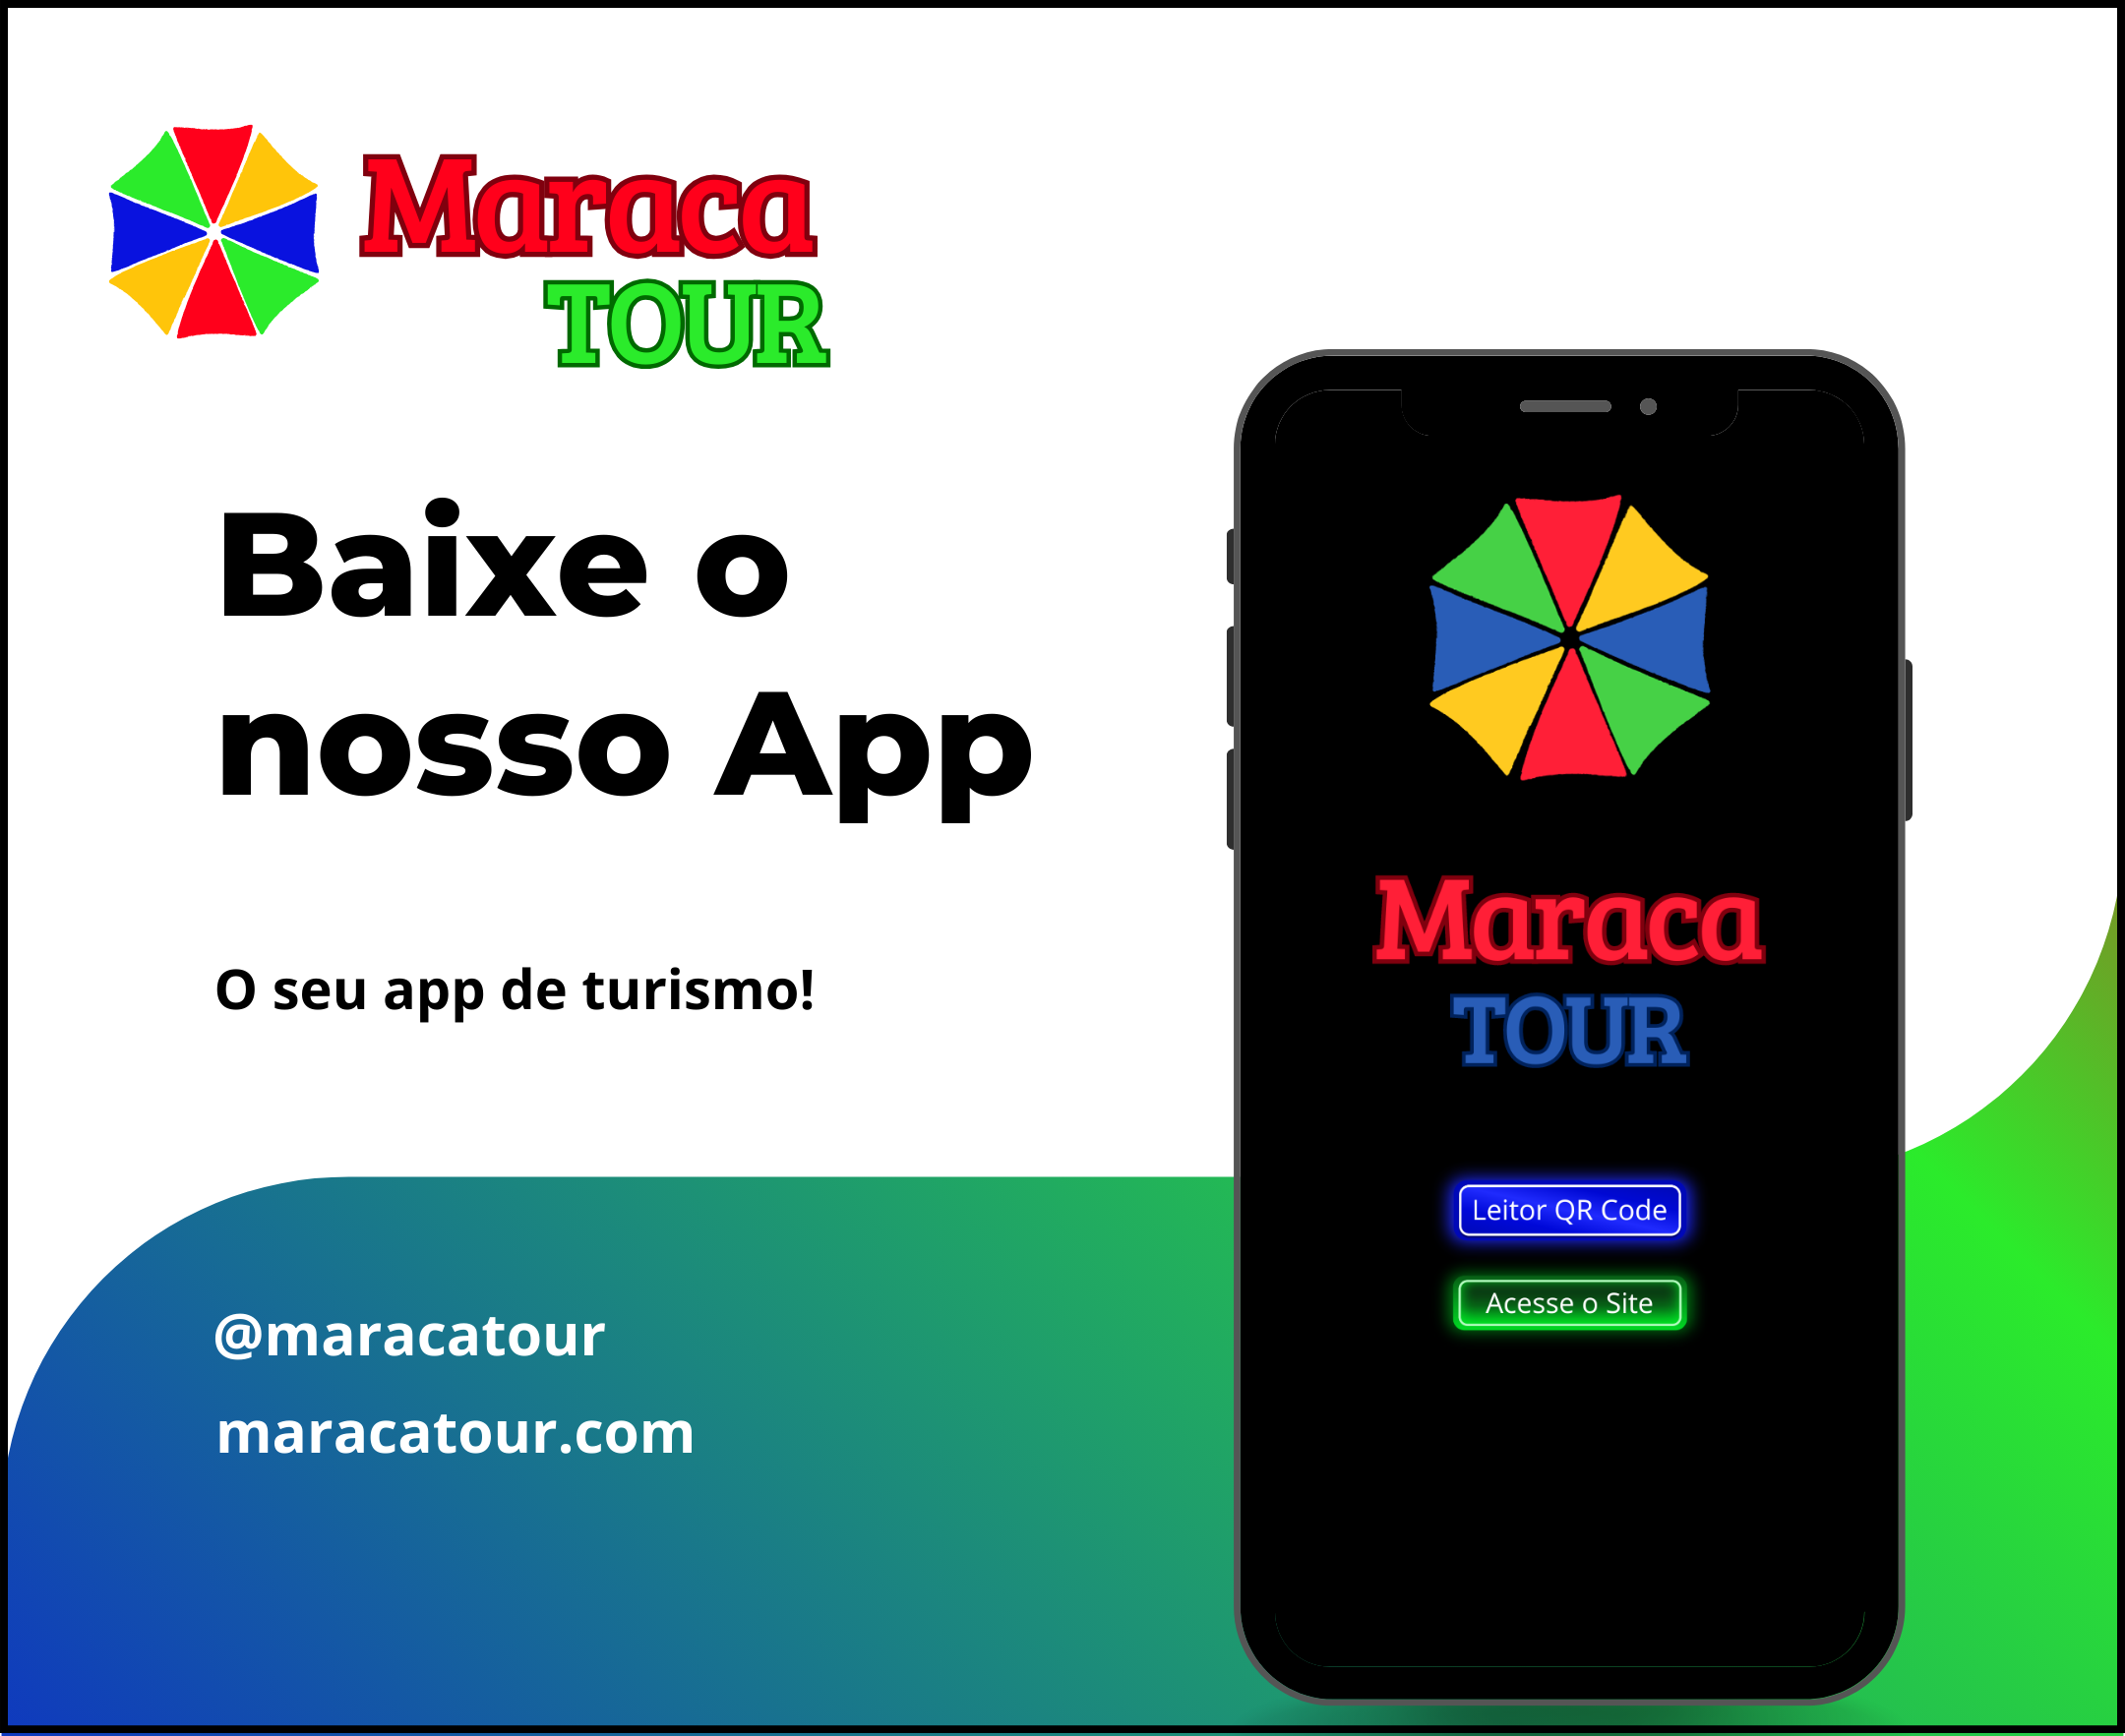 Maraca
TOUR
Baixe o
nosso App
O seu app de turismo!
@maracatour
maracatour.com
Maraca
TOUR
Leitor QR Code
Acesse o Site